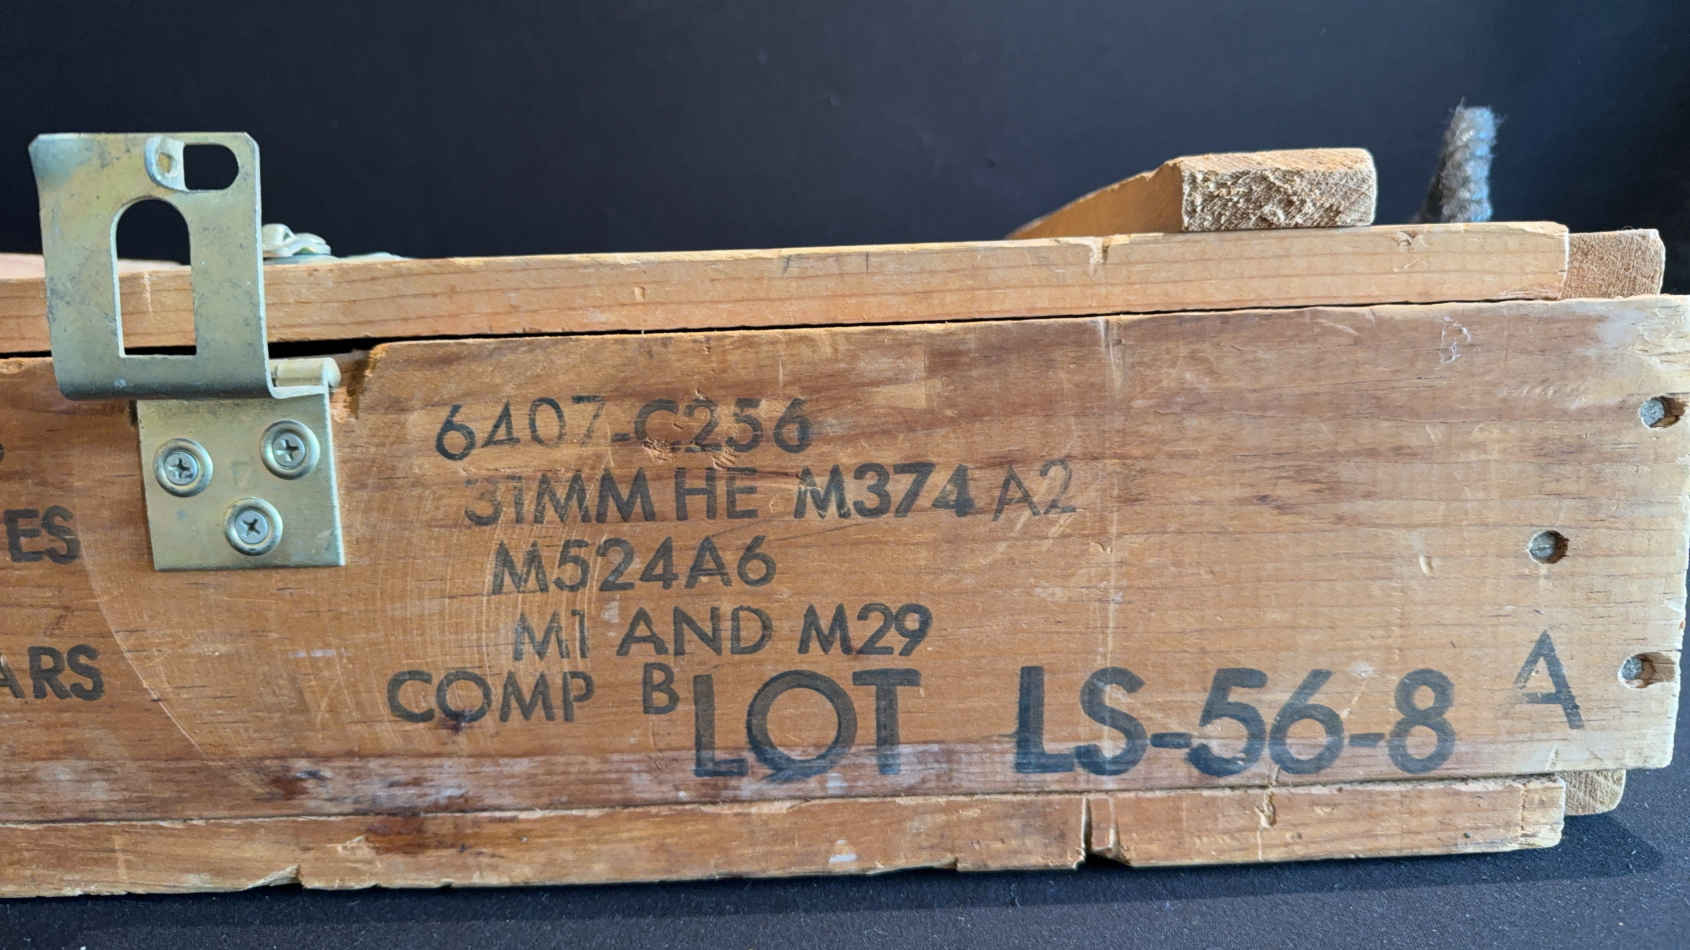 6407-C256
31MM HE M374 A2
M524A6
ES
M1 AND M29
ARS
COMP B LOT LS-56-8 A